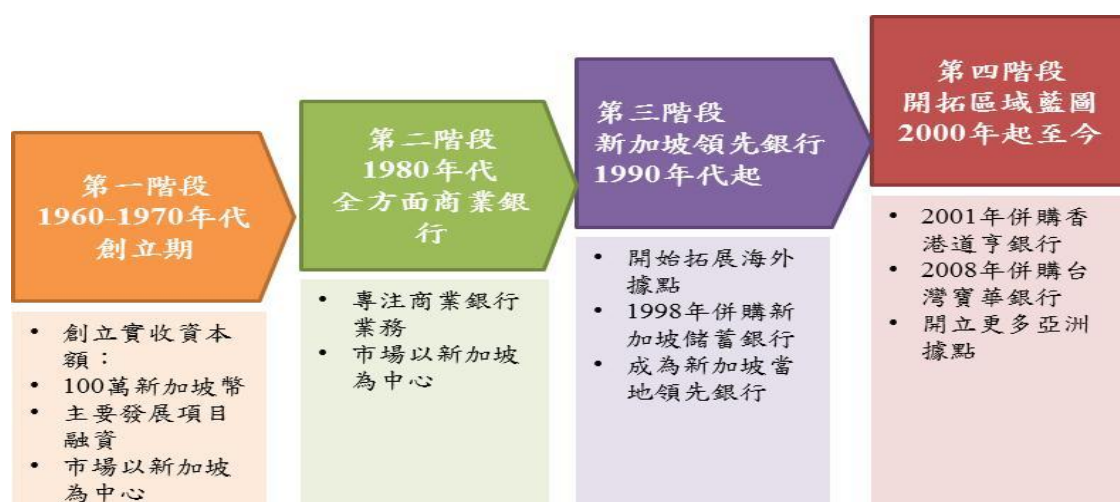 第一階段
1960-1970年代
創立期
• 創立實收資本
額：
• 100萬新加坡幣
• 主要發展項目
融資
• 市場以新加坡
為中心
第二階段
1980年代
全方面商業銀
行
• 專注商業銀行
業務
• 市場以新加坡
為中心
第三階段
新加坡領先銀行
1990年代起
• 開始拓展海外
據點
• 1998年併購新
加坡儲蓄銀行
• 成為新加坡當
地領先銀行
第四階段
開拓區域藍圖
2000年起至今
• 2001年併購香
港道亨銀行
• 2008年併購台
灣寶華銀行
• 開立更多亞洲
據點